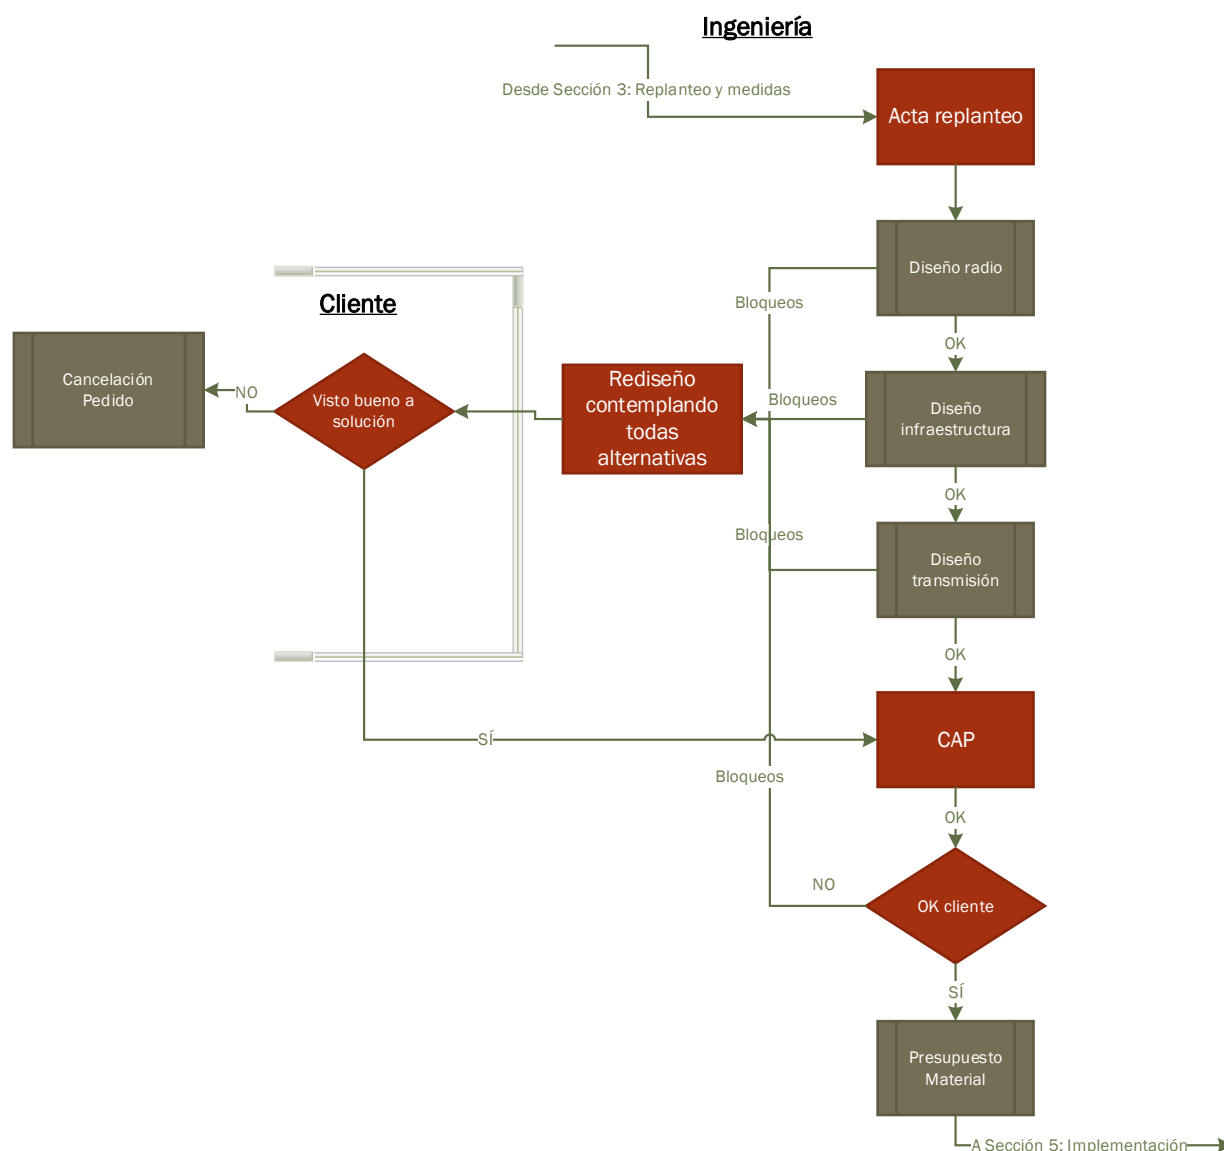 Ingeniería
Desde Sección 3: Replanteo y medidas
Acta replanteo
Diseño radio
Bloqueos
OK
Cliente
Cancelación
Pedido
NO
Visto bueno a
solución
Rediseño
contemplando
todas
alternativas
Bloqueos
Diseño
infraestructura
OK
Bloqueos
Diseño
transmisión
OK
SÍ
CAP
Bloqueos
OK
NO
OK cliente
SÍ
Presupuesto
Material
A Sección 5: Implementación